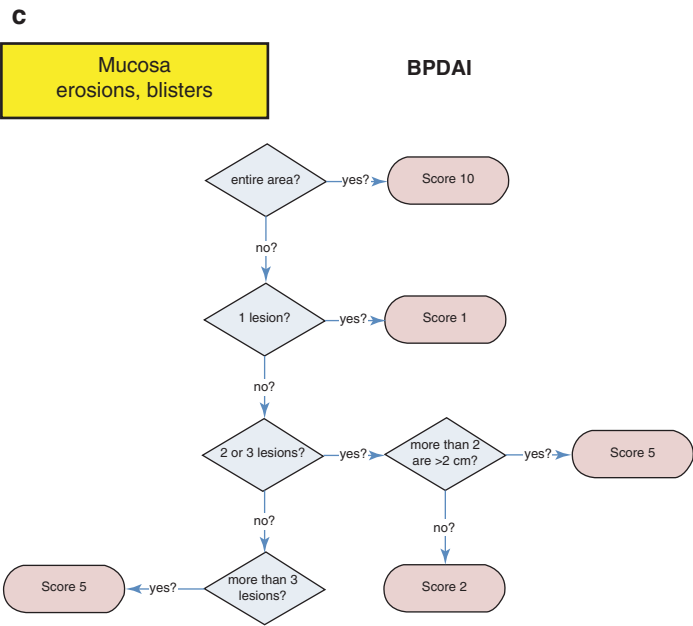 c
Mucosa
erosions, blisters
BPDAI
entire area?
yes?
Score 10
no?
1 lesion?
yes?
Score 1
no?
2 or 3 lesions?
yes?
more than 2
are >2 cm?
yes?
Score 5
no?
no?
more than 3
lesions?
yes?
Score 5
Score 2